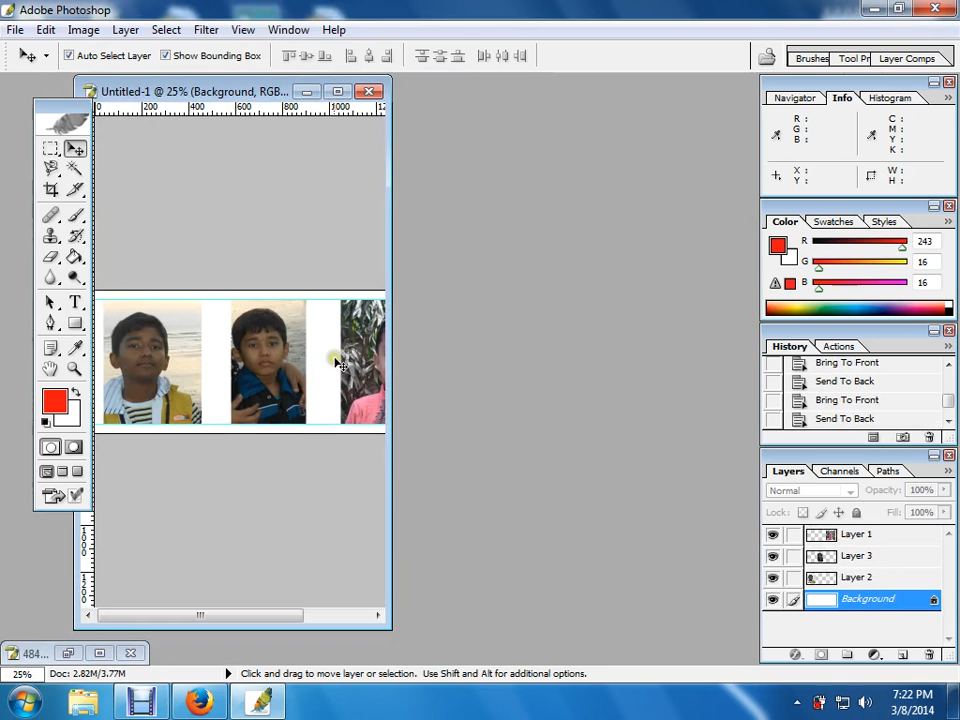 Adobe Photoshop
File Edit Image Layer Select Filter View Window Help
Auto Select Layer Show Bounding Box
Brushes Tool Pr Layer Comps
Untitled-1 @ 25% (Background, RGB...
0 200 400 600 800 1000 12
Navigator Info Histogram
R : C :
G : M :
B : Y :
K :
X : W :
Y : H :
Color Swatches Styles
R 243
G 16
B 16
T
History Actions
Bring To Front
Send To Back
Bring To Front
Send To Back
Layers Channels Paths
Normal Opacity: 100%
Lock: Fill: 100%
Layer 1
Layer 3
Layer 2
Background
1000
1200
484...
25% Doc: 2.82M/3.77M Click and drag to move layer or selection. Use Shift and Alt for additional options.
7:22 PM
3/8/2014